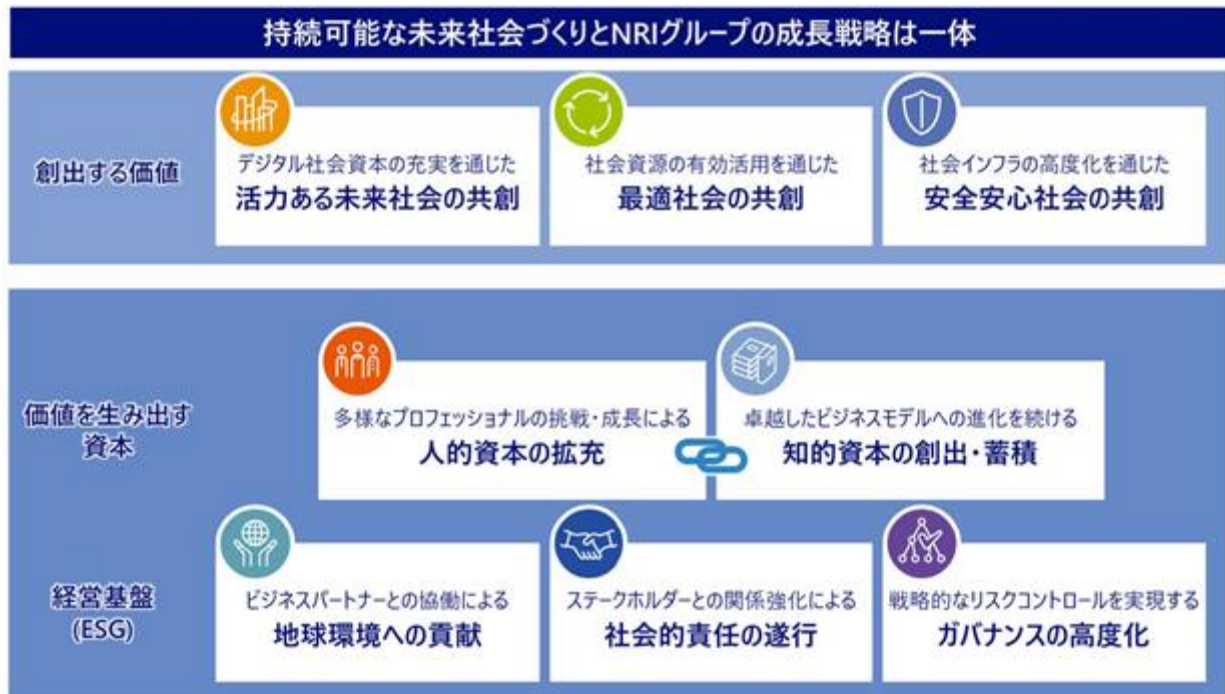 持続可能な未来社会づくりとNRIグループの成長戦略は一体
創出する価値
デジタル社会資本の充実を通じた
活力ある未来社会の共創
社会資源の有効活用を通じた
最適社会の共創
社会インフラの高度化を通じた
安全安心社会の共創
価値を生み出す
資本
多様なプロフェッショナルの挑戦・成長による
人的資本の拡充
卓越したビジネスモデルへの進化を続ける
知的資本の創出・蓄積
経営基盤
(ESG)
ビジネスパートナーとの協働による
地球環境への貢献
ステークホルダーとの関係強化による
社会的責任の遂行
戦略的なリスクコントロールを実現する
ガバナンスの高度化